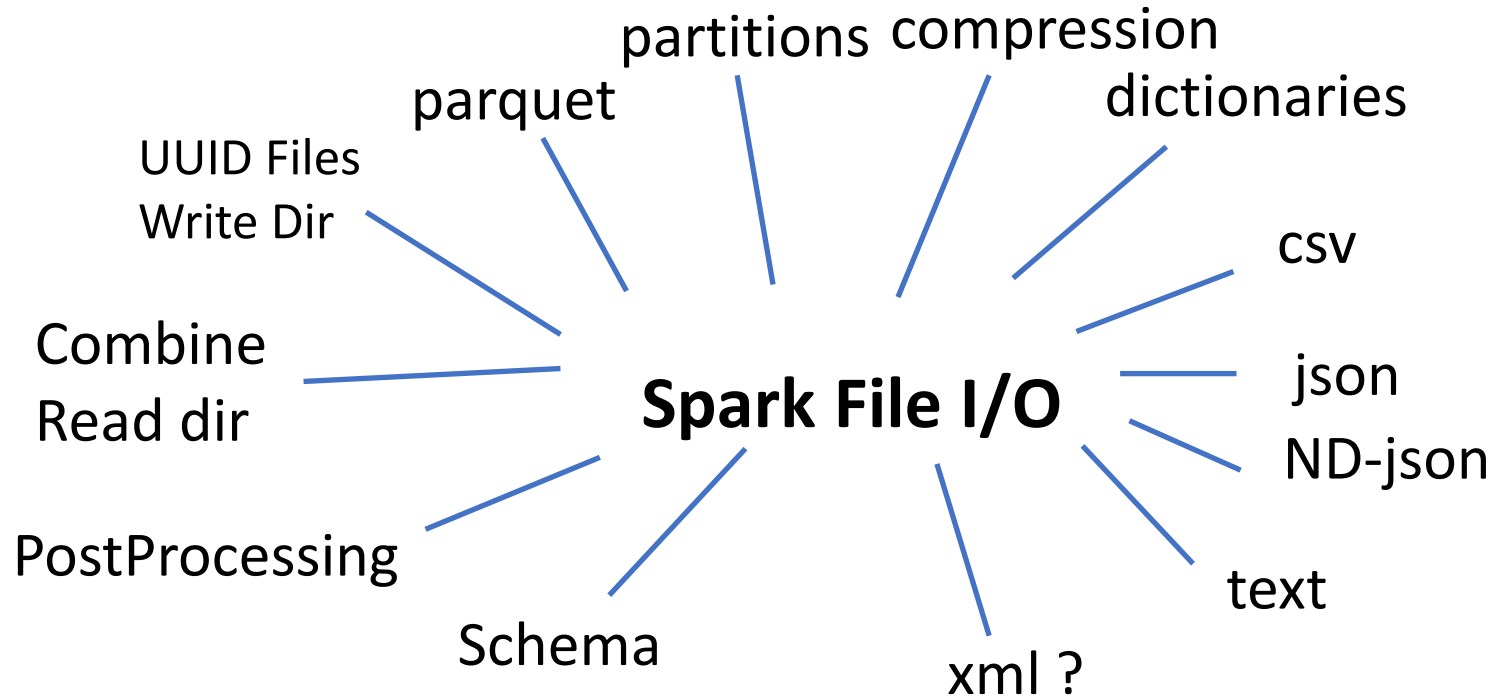 partitions
compression
parquet
dictionaries
UUID Files
Write Dir
csv
Combine
Read dir
Spark File I/O
json
ND-json
PostProcessing
text
Schema
xml ?